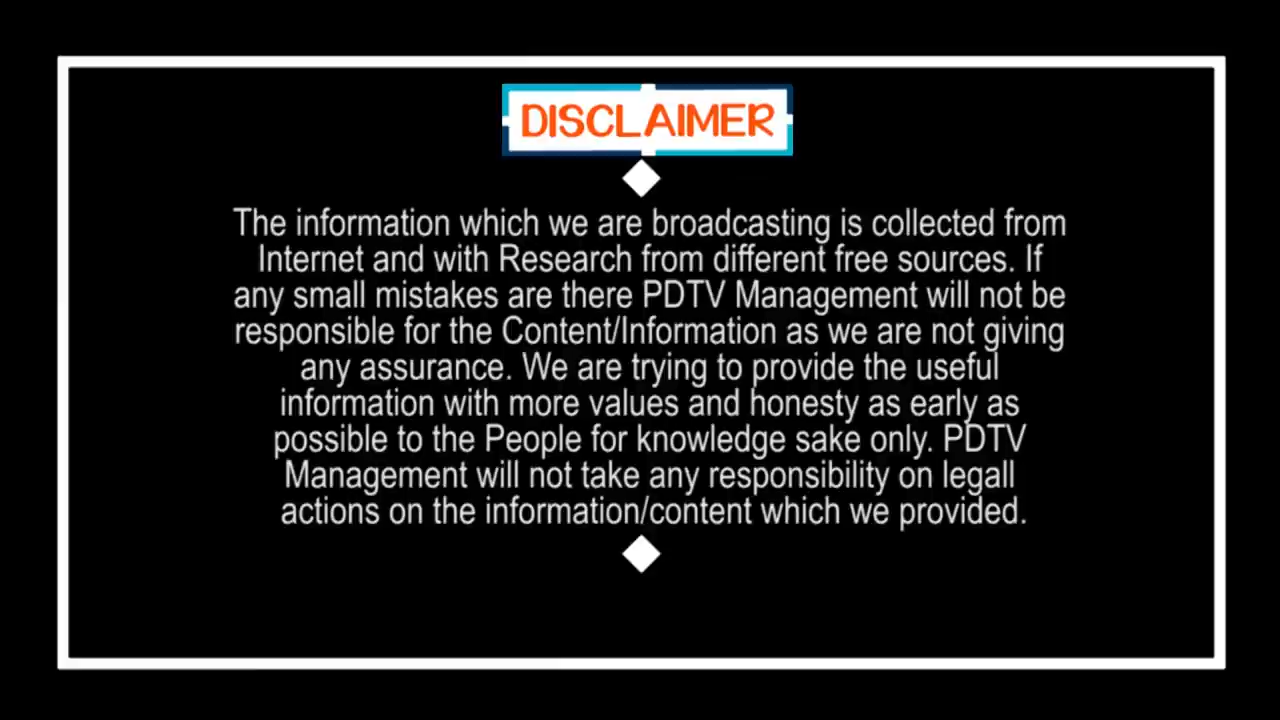 DISCLAIMER
The information which we are broadcasting is collected from
Internet and with Research from different free sources. If
any small mistakes are there PDTV Management will not be
responsible for the Content/Information as we are not giving
any assurance. We are trying to provide the useful
information with more values and honesty as early as
possible to the People for knowledge sake only. PDTV
Management will not take any responsibility on legall
actions on the information/content which we provided.